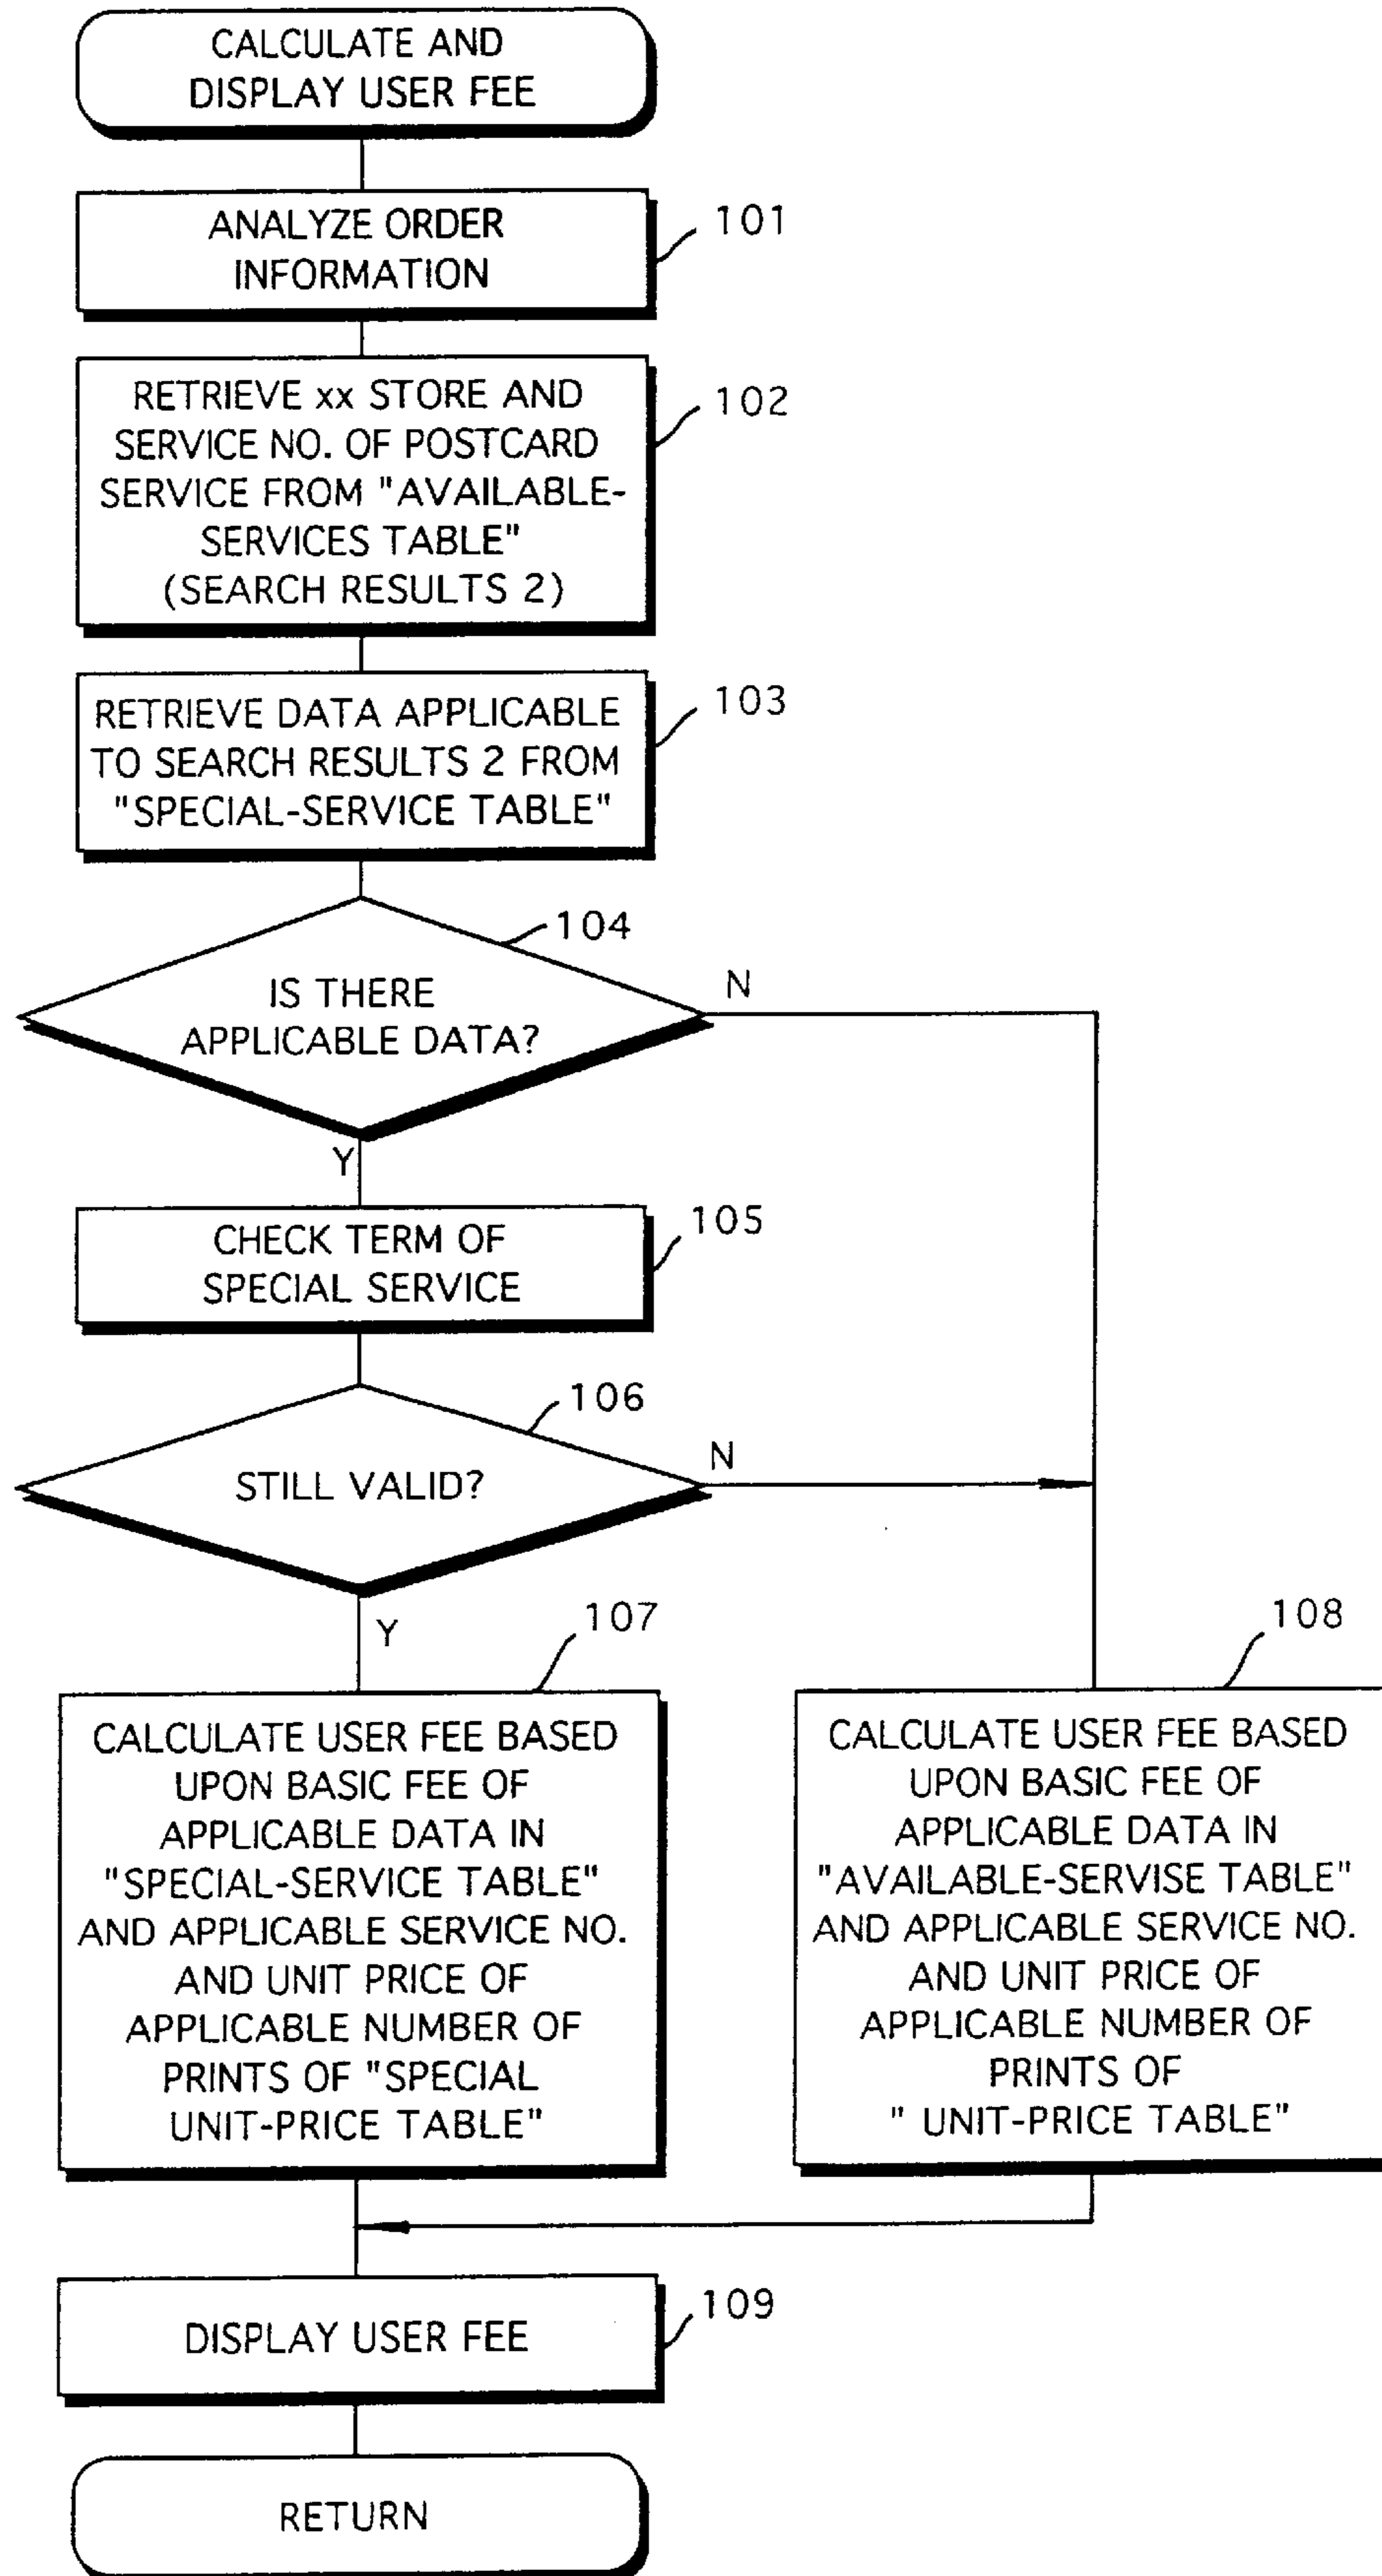 CALCULATE AND
DISPLAY USER FEE
ANALYZE ORDER
INFORMATION
101
RETRIEVE xx STORE AND
SERVICE NO. OF POSTCARD
SERVICE FROM "AVAILABLE-
SERVICES TABLE"
(SEARCH RESULTS 2)
102
RETRIEVE DATA APPLICABLE
TO SEARCH RESULTS 2 FROM
"SPECIAL-SERVICE TABLE"
103
104
IS THERE
APPLICABLE DATA?
N
Y
CHECK TERM OF
SPECIAL SERVICE
105
106
STILL VALID?
N
Y
107
CALCULATE USER FEE BASED
UPON BASIC FEE OF
APPLICABLE DATA IN
"SPECIAL-SERVICE TABLE"
AND APPLICABLE SERVICE NO.
AND UNIT PRICE OF
APPLICABLE NUMBER OF
PRINTS OF "SPECIAL
UNIT-PRICE TABLE"
108
CALCULATE USER FEE BASED
UPON BASIC FEE OF
APPLICABLE DATA IN
"AVAILABLE-SERVISE TABLE"
AND APPLICABLE SERVICE NO.
AND UNIT PRICE OF
APPLICABLE NUMBER OF
PRINTS OF
" UNIT-PRICE TABLE"
DISPLAY USER FEE
109
RETURN